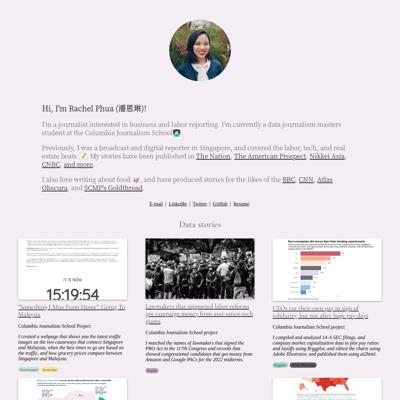 Hi, I'm Rachel Phua (潘恩琳)!
I'm a journalist interested in business and labor reporting. I'm currently a data journalism masters
student at the Columbia Journalism School
Previously, I was a broadcast and digital reporter in Singapore, and covered the labor, tech, and real
estate beats. My stories have been published in The Nation, The American Prospect, Nikkei Asia,
CNBC, and more.
I also love writing about food, and have produced stories for the likes of the BBC, CNN, Atlas
Obscura, and SCMP's Goldthread.
E-mail | LinkedIn | Twitter | GitHub | Resume
Data stories
IT IS NOW
15:19:54
"Something I Miss From Home": Going To
Malaysia
Columbia Journalism School Project
I created a webpage that shows you the latest traffic
images on the two causeways that connect Singapore
and Malaysia, when the best times to go are based on
the traffic, and how grocery prices compare between
Singapore and Malaysia.
Lawmakers that supported labor reforms
got campaign money from anti-union tech
giants
Columbia Journalism School project
I matched the names of lawmakers that signed the
PRO Act in the 117th Congress and records that
showed congressional candidates that got money from
Amazon and Google PACs for the 2022 midterms.
Tech companies did worse than their lending counterparts
CEOs cut their own pay in sign of
solidarity, but not after huge pay days
Columbia Journalism School project
I compiled and analyzed 14-A SEC filings, and
company market capitalization data to plot pay ratios
and layoffs using R/ggplot, and edited the charts using
Adobe Illustrator, and published them using ai2html.